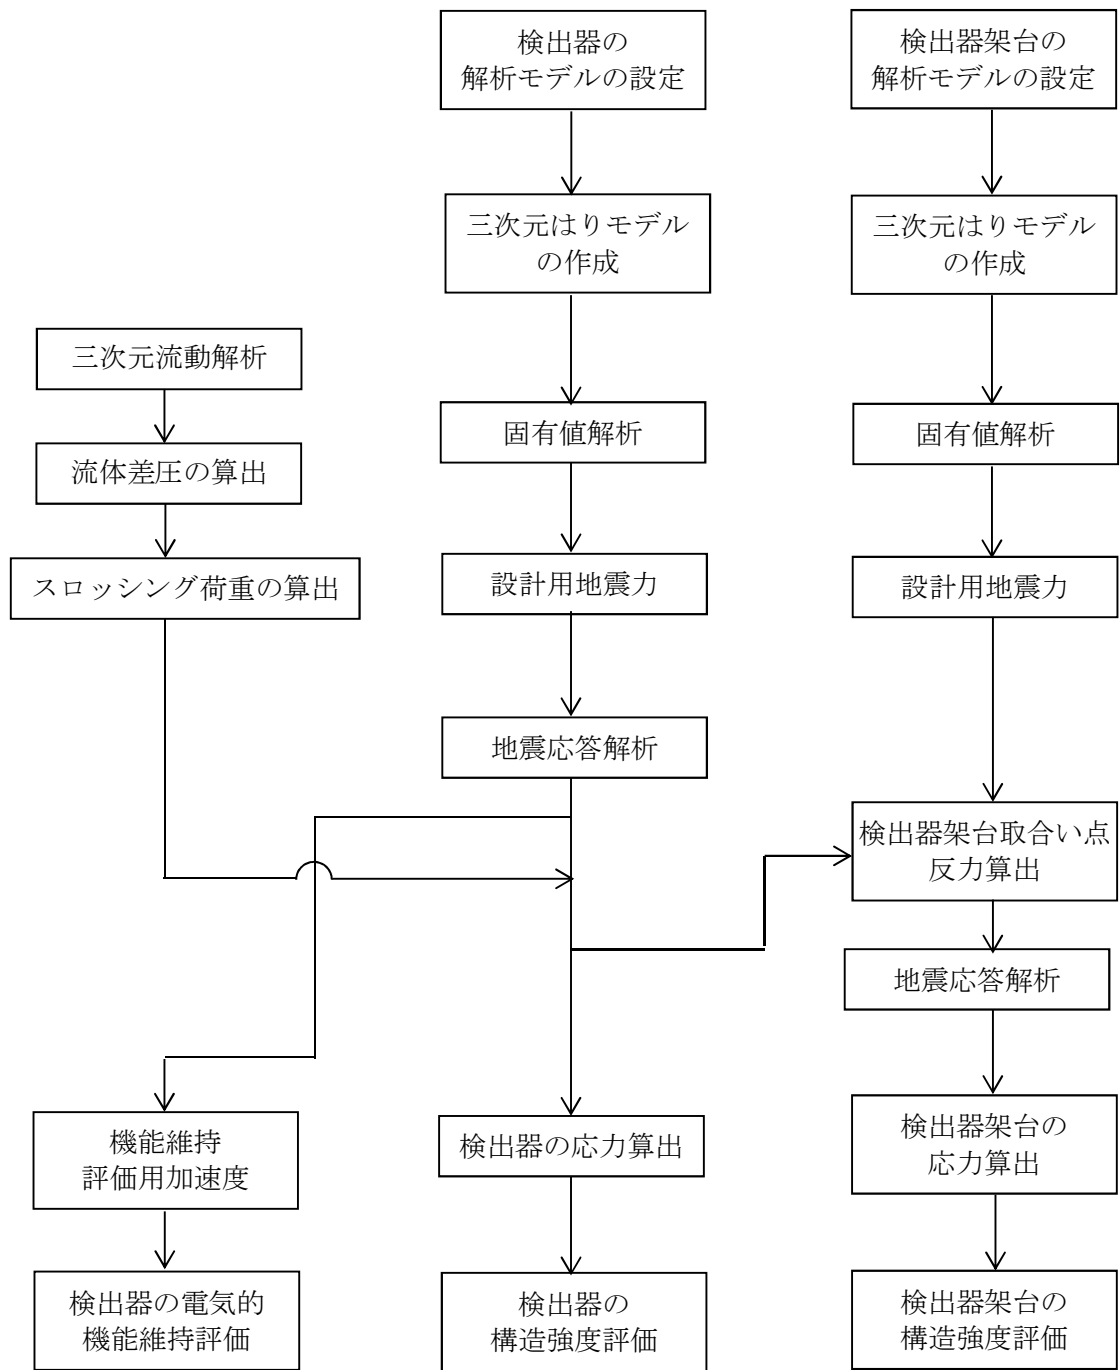 検出器の
解析モデルの設定
検出器架台の
解析モデルの設定
三次元はりモデル
の作成
三次元はりモデル
の作成
三次元流動解析
固有値解析
固有値解析
流体差圧の算出
スロッシング荷重の算出
設計用地震力
設計用地震力
地震応答解析
検出器架台取合い点
反力算出
地震応答解析
機能維持
評価用加速度
検出器の応力算出
検出器架台の
応力算出
検出器の電気的
機能維持評価
検出器の
構造強度評価
検出器架台の
構造強度評価